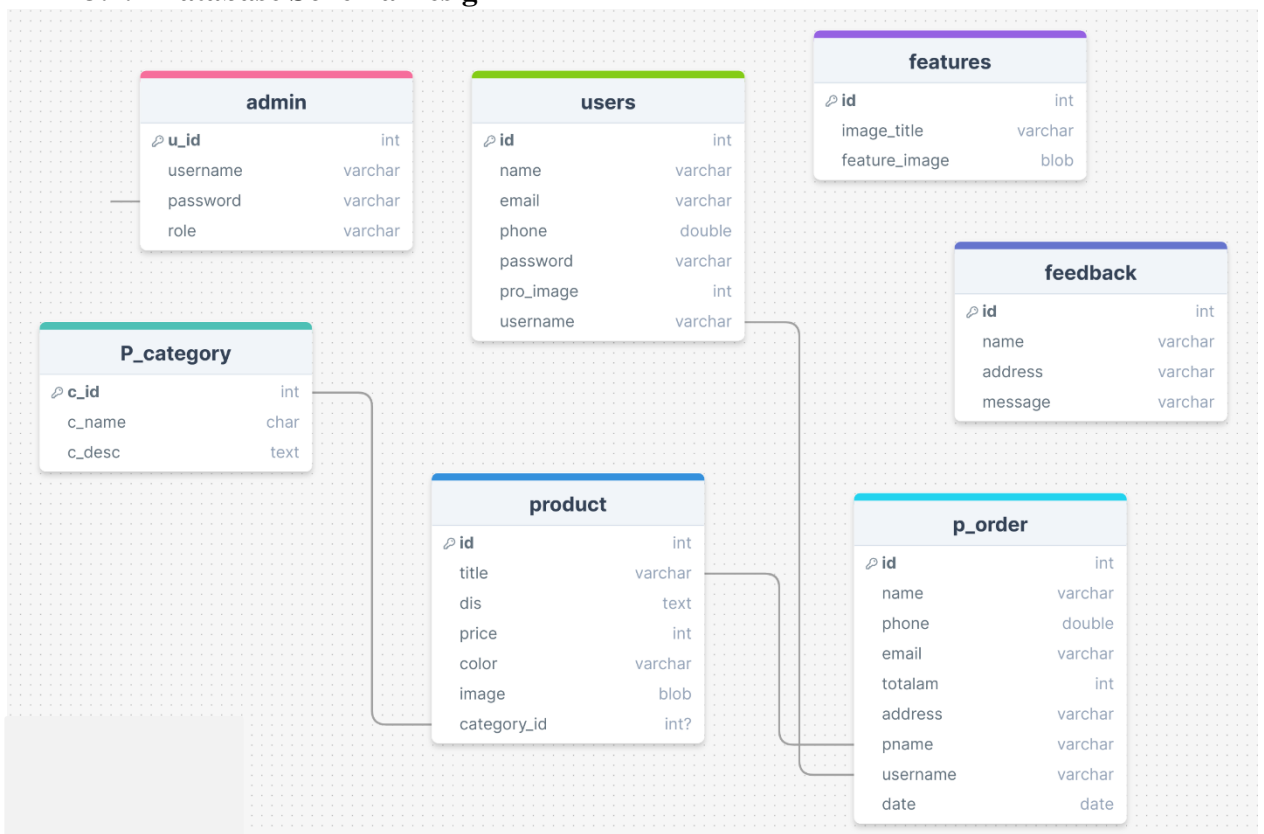 Database Schema
features
id int
image_title varchar
feature_image blob
admin
u_id int
username varchar
password varchar
role varchar
users
id int
name varchar
email varchar
phone double
password varchar
pro_image int
username varchar
feedback
id int
name varchar
address varchar
message varchar
P_category
c_id int
c_name char
c_desc text
product
id int
title varchar
dis text
price int
color varchar
image blob
category_id int?
p_order
id int
name varchar
phone double
email varchar
totalam int
address varchar
pname varchar
username varchar
date date